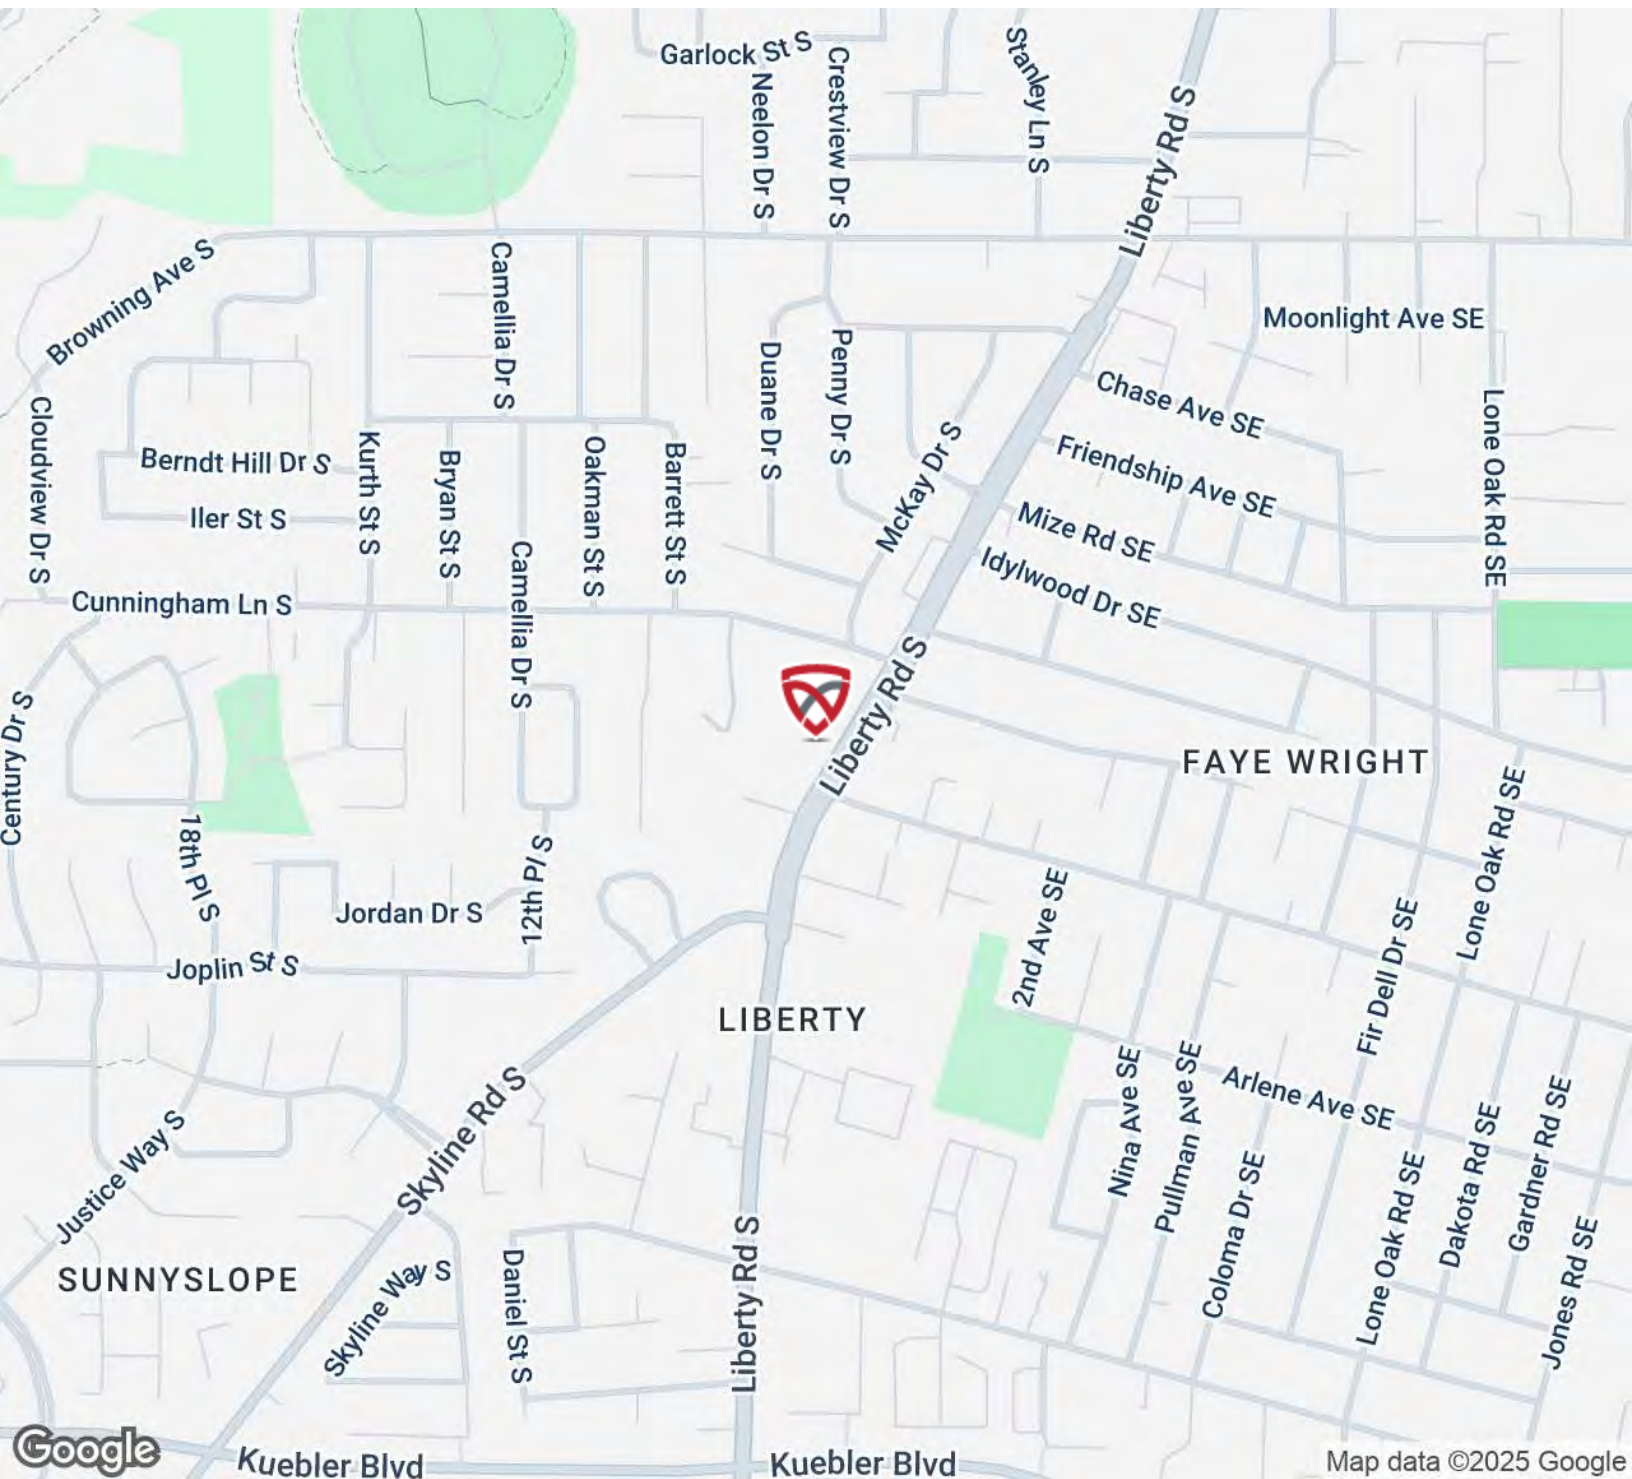 Garlock St S
Neelon Dr S
Crestview Dr S
Stanley Ln S
Liberty Rd S
Browning Ave S
Camellia Dr S
Moonlight Ave SE
Duane Dr S
Penny Dr S
Chase Ave SE
Lone Oak Rd SE
Cloudview Dr S
Berndt Hill Dr S
Kurth St S
Bryan St S
Oakman St S
Barrett St S
McKay Dr S
Friendship Ave SE
Iler St S
Mize Rd SE
Idylwood Dr SE
Cunningham Ln S
Camellia Dr S
Liberty Rd S
Century Dr S
FAYE WRIGHT
Lone Oak Rd SE
18th Pl S
12th Pl S
Jordan Dr S
2nd Ave SE
Fir Dell Dr SE
Joplin St S
LIBERTY
Nina Ave SE
Pullman Ave SE
Arlene Ave SE
Skyline Rd S
Justice Way S
Coloma Dr SE
Lone Oak Rd SE
Dakota Rd SE
Gardner Rd SE
Jones Rd SE
SUNNYSLOPE
Skyline Way S
Daniel St S
Liberty Rd S
Google
Kuebler Blvd
Kuebler Blvd
Map data ©2025 Google